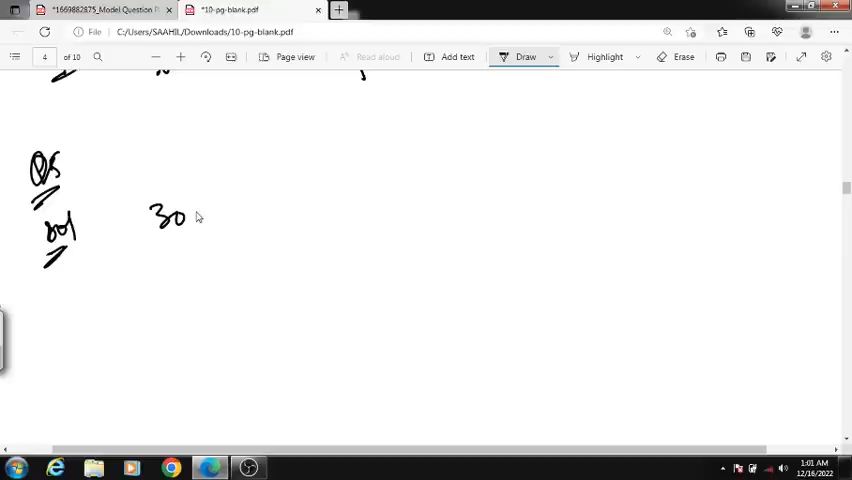 *1669882875_Model Question P
*10-pg-blank.pdf
File
C:/Users/SAAHIL/Downloads/10-pg-blank.pdf
4 of 10
Page view
Add text
Read aloud
Draw
Highlight
Erase
Q5
sol 30
1:01 AM
12/16/2022